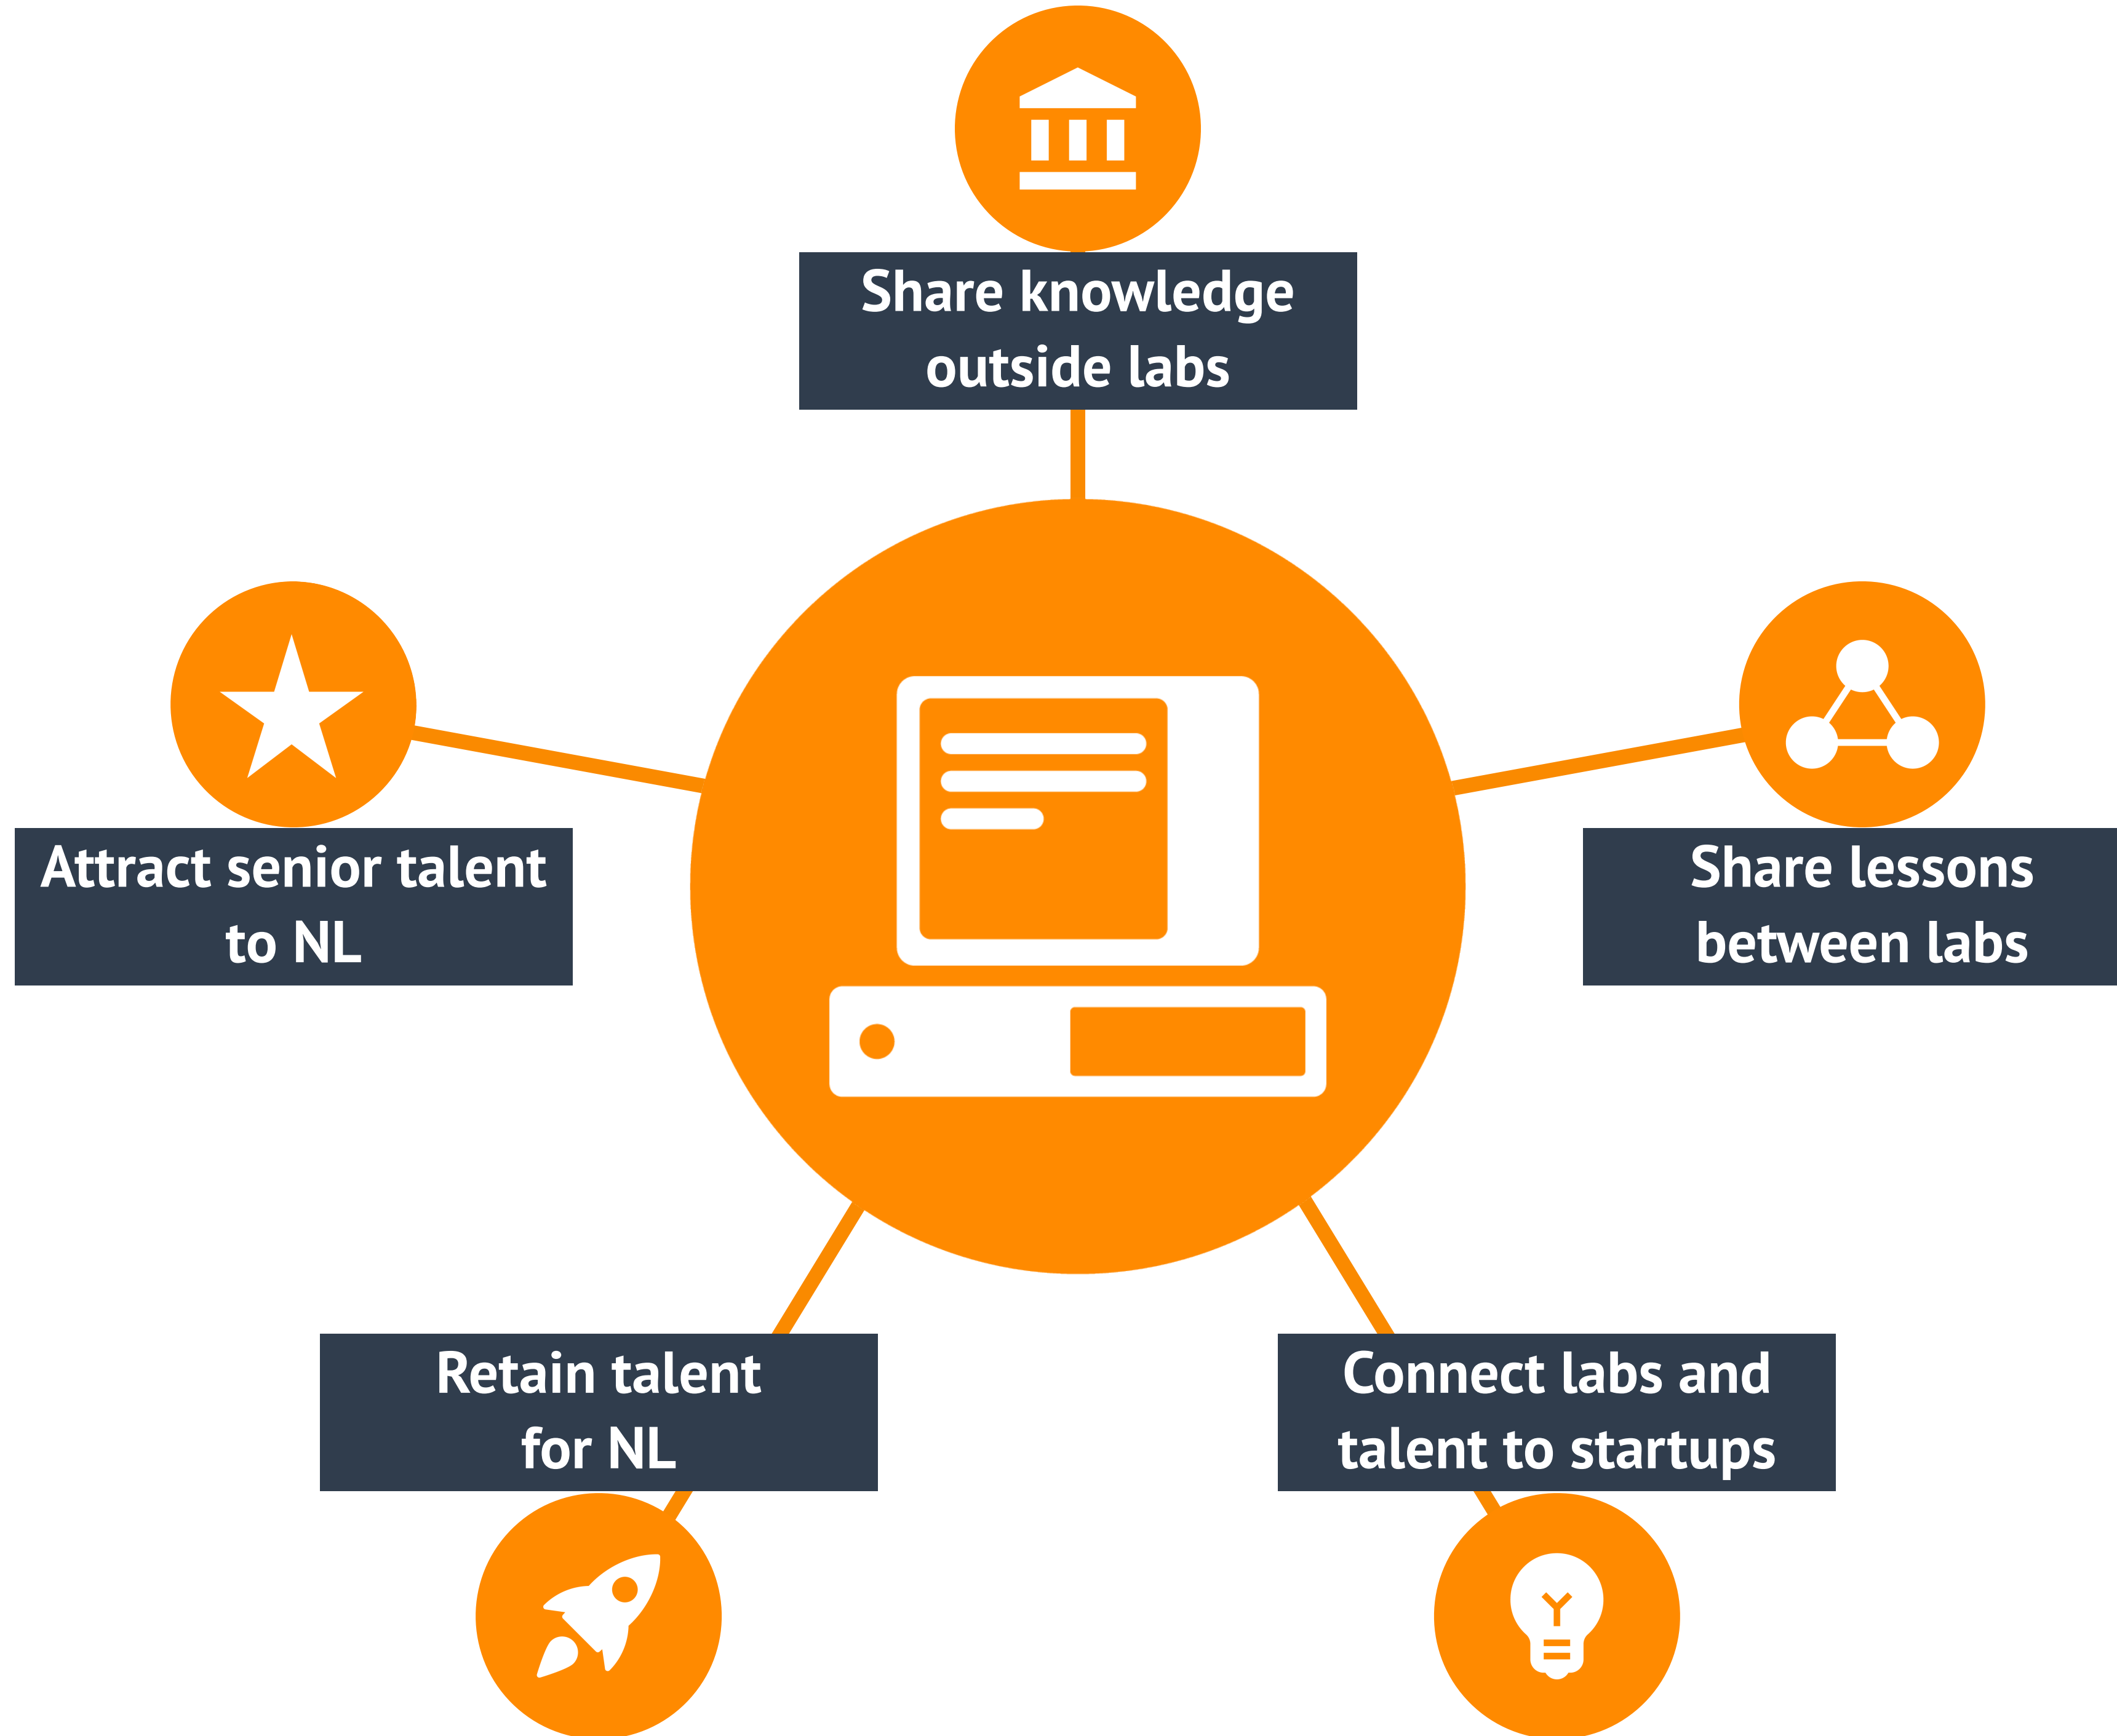 Share knowledge
outside labs
Attract senior talent
to NL
Share lessons
between labs
Retain talent
for NL
Connect labs and
talent to startups